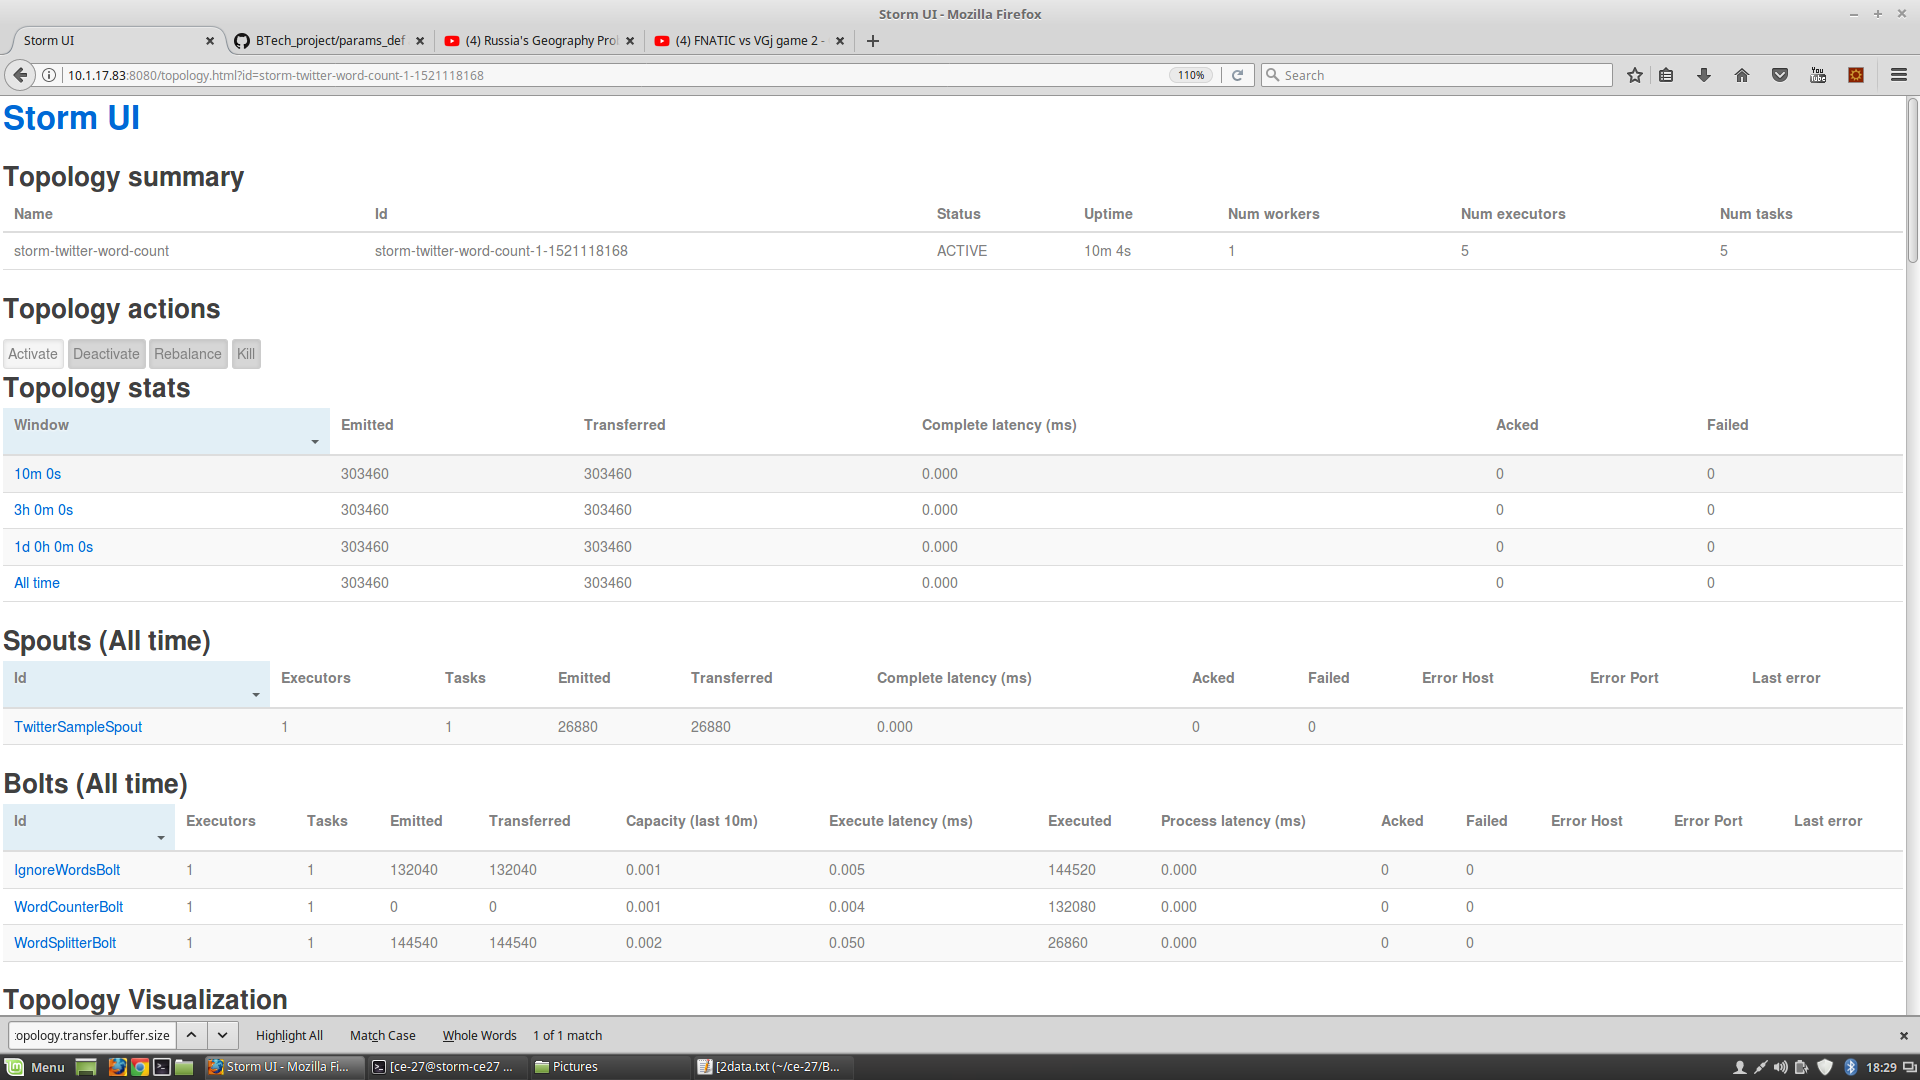 Storm UI - Mozilla Firefox
Storm UI
BTech_project/params_def
(4) Russia's Geography Pro
(4) FNATIC vs VGj game 2 -
10.1.17.83:8080/topology.html?id=storm-twitter-word-count-1-1521118168
110%
Search
Storm UI
Topology summary
Name Id Status Uptime Num workers Num executors Num tasks
storm-twitter-word-count storm-twitter-word-count-1-1521118168 ACTIVE 10m 4s 1 5 5
Topology actions
Activate Deactivate Rebalance Kill
Topology stats
Window Emitted Transferred Complete latency (ms) Acked Failed
10m 0s 303460 303460 0.000 0 0
3h 0m 0s 303460 303460 0.000 0 0
1d 0h 0m 0s 303460 303460 0.000 0 0
All time 303460 303460 0.000 0 0
Spouts (All time)
Id Executors Tasks Emitted Transferred Complete latency (ms) Acked Failed Error Host Error Port Last error
TwitterSampleSpout 1 1 26880 26880 0.000 0 0
Bolts (All time)
Id Executors Tasks Emitted Transferred Capacity (last 10m) Execute latency (ms) Executed Process latency (ms) Acked Failed Error Host Error Port Last error
IgnoreWordsBolt 1 1 132040 132040 0.001 0.005 144520 0.000 0 0
WordCounterBolt 1 1 0 0 0.001 0.004 132080 0.000 0 0
WordSplitterBolt 1 1 144540 144540 0.002 0.050 26860 0.000 0 0
Topology Visualization
opology.transfer.buffer.size Highlight All Match Case Whole Words 1 of 1 match
Menu Storm UI - Mozilla Fi... [ce-27@storm-ce27 ... Pictures [2data.txt (~/ce-27/B... 18:29